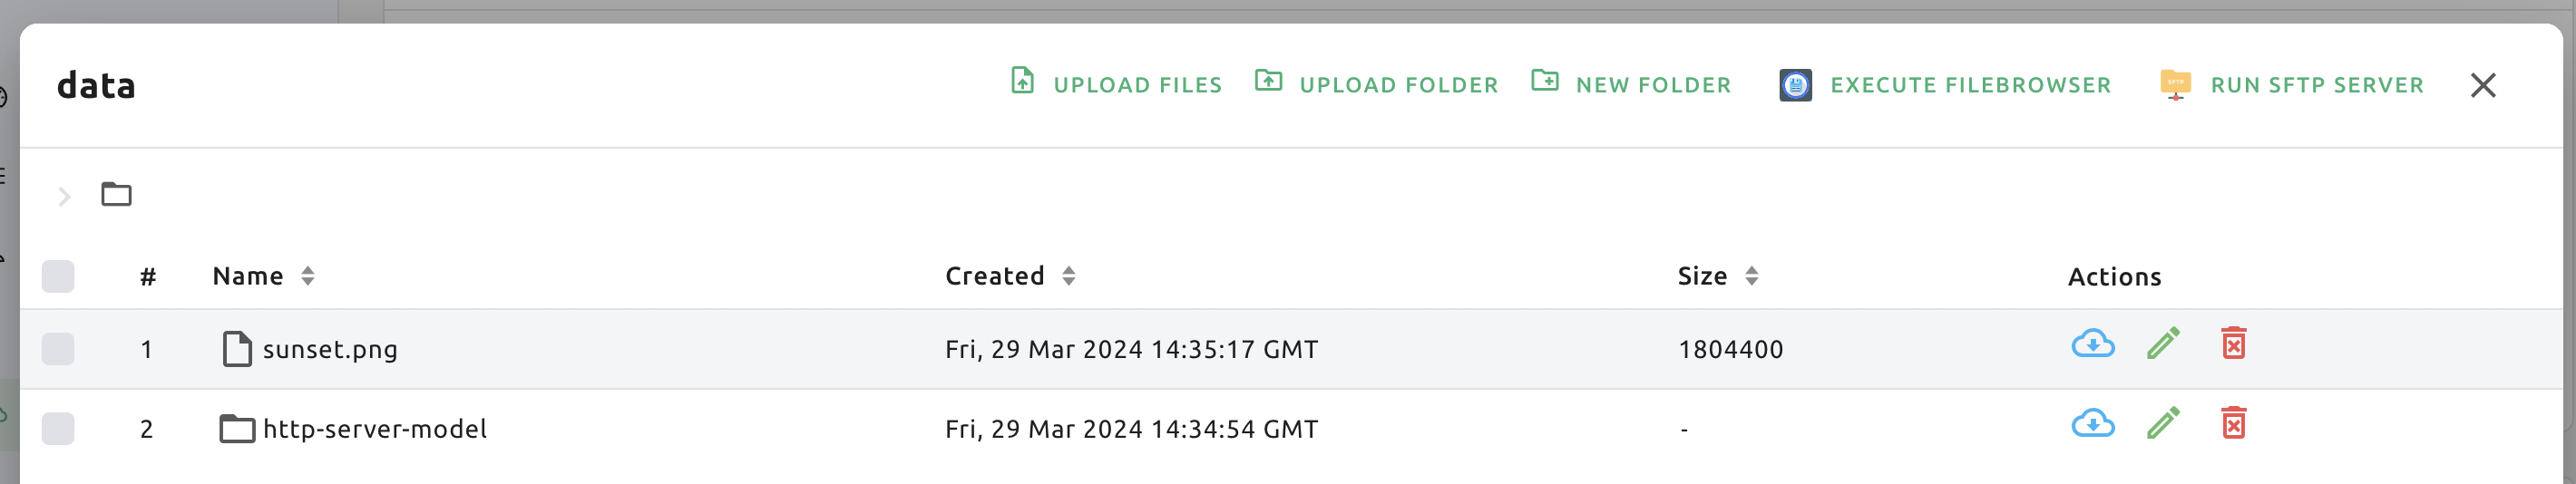 data UPLOAD FILES UPLOAD FOLDER NEW FOLDER EXECUTE FILEBROWSER SFTP RUN SFTP SERVER
# Name Created Size Actions
1 sunset.png Fri, 29 Mar 2024 14:35:17 GMT 1804400
2 http-server-model Fri, 29 Mar 2024 14:34:54 GMT -